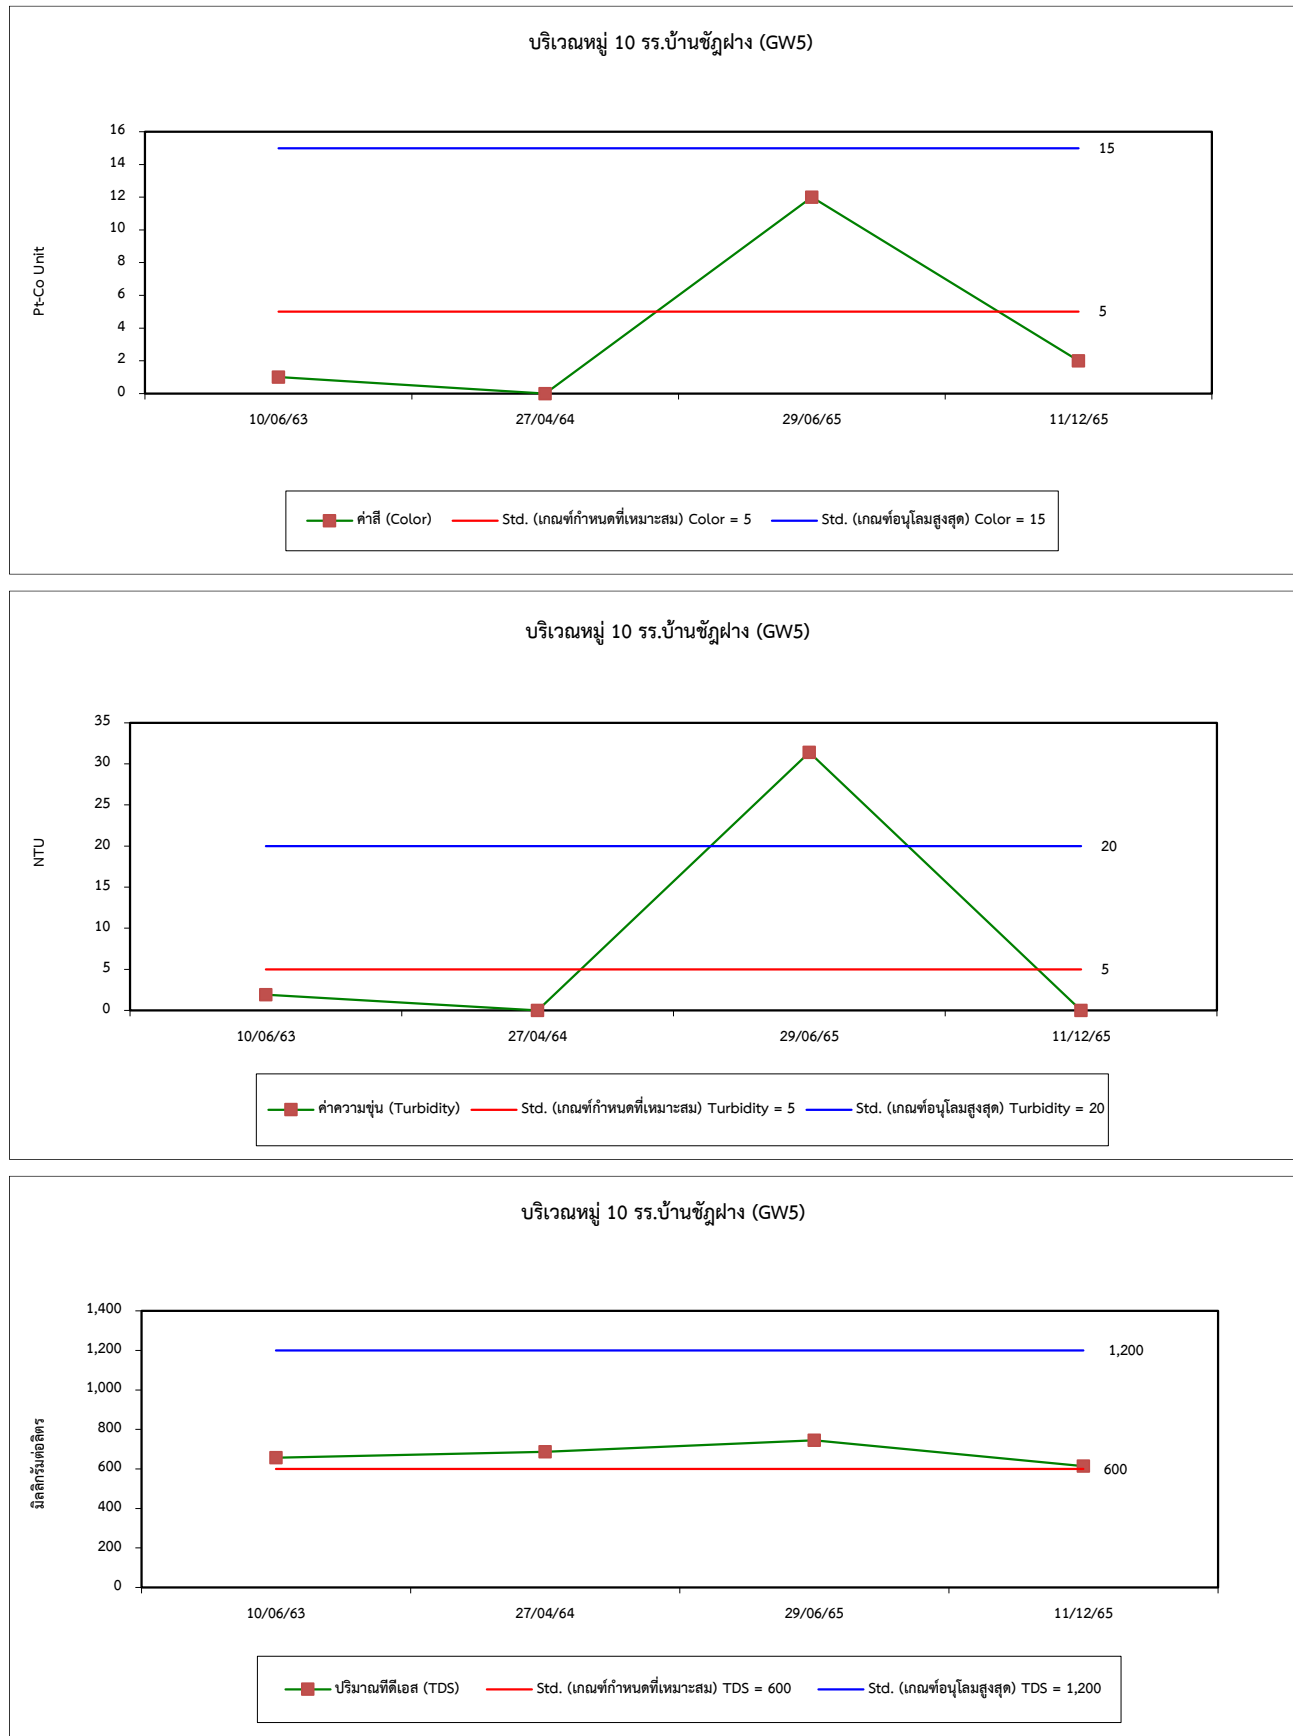 บริเวณหมู่ 10 รร.บ้านชัฎฝาง (GW5)
16
14
12
10
8
6
4
2
0
Pt-Co Unit
15
5
10/06/63 27/04/64 29/06/65 11/12/65
ค่าสี (Color) Std. (เกณฑ์กำหนดที่เหมาะสม) Color = 5 Std. (เกณฑ์อนุโลมสูงสุด) Color = 15
บริเวณหมู่ 10 รร.บ้านชัฎฝาง (GW5)
35
30
25
20
15
10
5
0
NTU
20
5
10/06/63 27/04/64 29/06/65 11/12/65
ค่าความขุ่น (Turbidity) Std. (เกณฑ์กำหนดที่เหมาะสม) Turbidity = 5 Std. (เกณฑ์อนุโลมสูงสุด) Turbidity = 20
บริเวณหมู่ 10 รร.บ้านชัฎฝาง (GW5)
1,400
1,200
1,000
800
600
400
200
0
มิลลิกรัมต่อลิตร
1,200
600
10/06/63 27/04/64 29/06/65 11/12/65
ปริมาณทีดีเอส (TDS) Std. (เกณฑ์กำหนดที่เหมาะสม) TDS = 600 Std. (เกณฑ์อนุโลมสูงสุด) TDS = 1,200